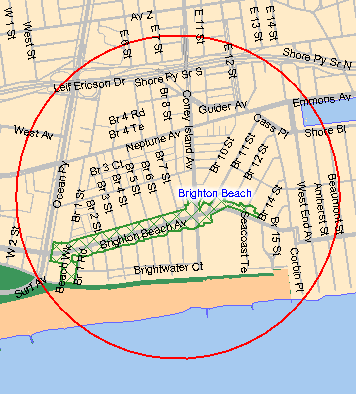 W 1 St
West St
Av Z
E 6 St
E 7 St
E 8 St
E 11 St
E 12 St
E 13 St
E 14 St
Shore Py Sr N
Leif Ericson Dr
Shore Py Sr S
Emmons Av
West Av
Br 4 Rd
Br 4 Te
Br 8 St
Coney Island Av
Guider Av
Cass Pl
Shore Bl
Neptune Av
Ocean Py
Br 3 Ct
Br 7 St
Br 6 St
Br 5 St
Br 4 St
Br 3 St
Br 2 St
Br 1 St
Br 10 St
Br 11 St
Br 12 St
Br 14 St
Brighton Beach
Br 15 St
West End Av
Amherst St
Beaumont St
W 2 St
Brighton Beach Av
Seacoast Te
Beach Wk
Br 1 Rd
Brightwater Ct
Corbin Pl
Surf Av